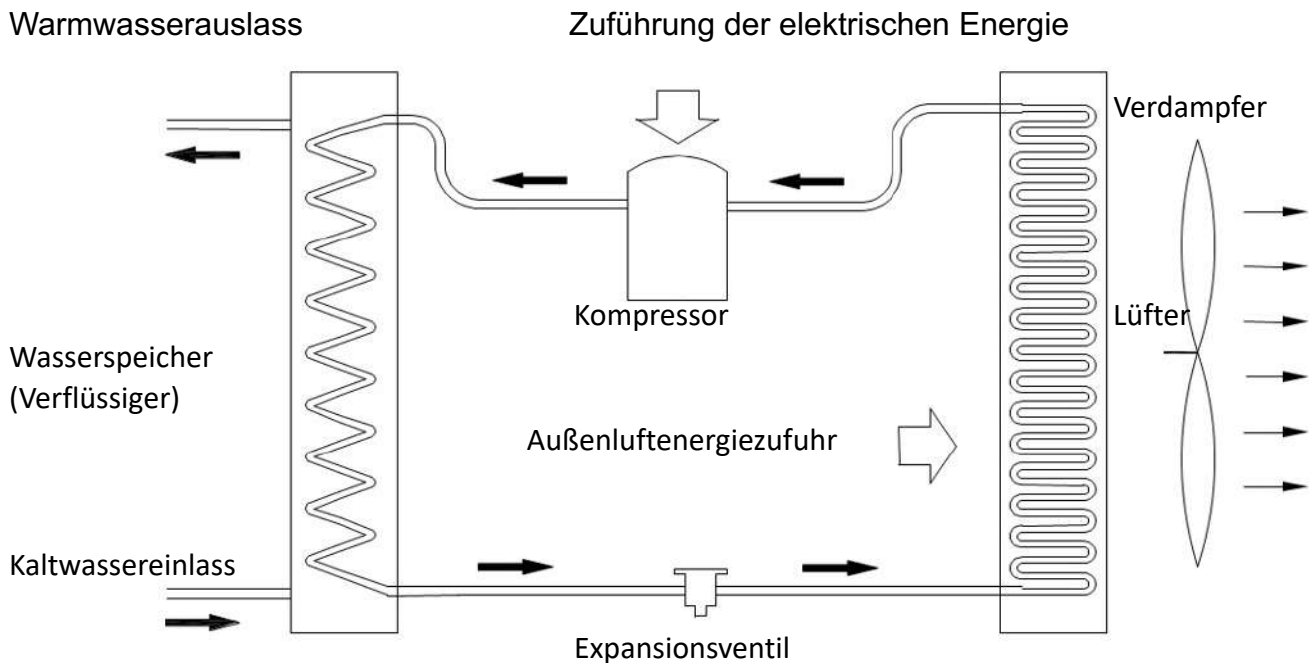 Warmwasserauslass
Zuführung der elektrischen Energie
Verdampfer
Kompressor
Lüfter
Wasserspeicher
(Verflüssiger)
Außenluftenergiezufuhr
Kaltwassereinlass
Expansionsventil